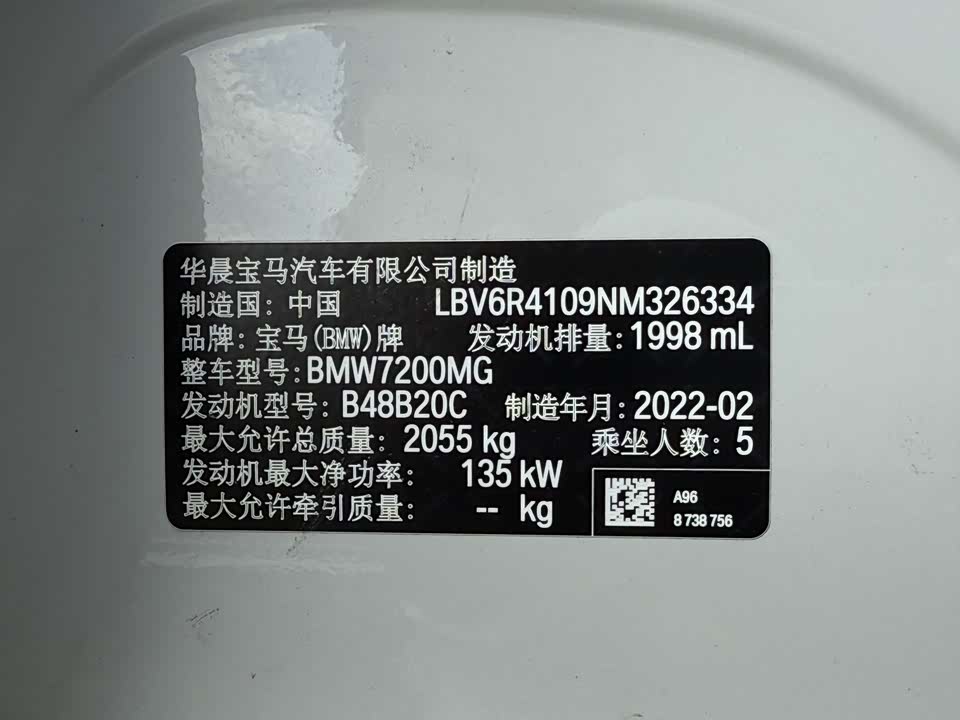 华晨宝马汽车有限公司制造
制造国: 中国 LBV6R4109NM326334
品牌: 宝马(BMW)牌 发动机排量: 1998 mL
整车型号: BMW7200MG
发动机型号: B48B20C 制造年月: 2022-02
最大允许总质量: 2055 kg 乘坐人数: 5
发动机最大净功率: 135 kW
最大允许牵引质量: -- kg
A96
8 738 756